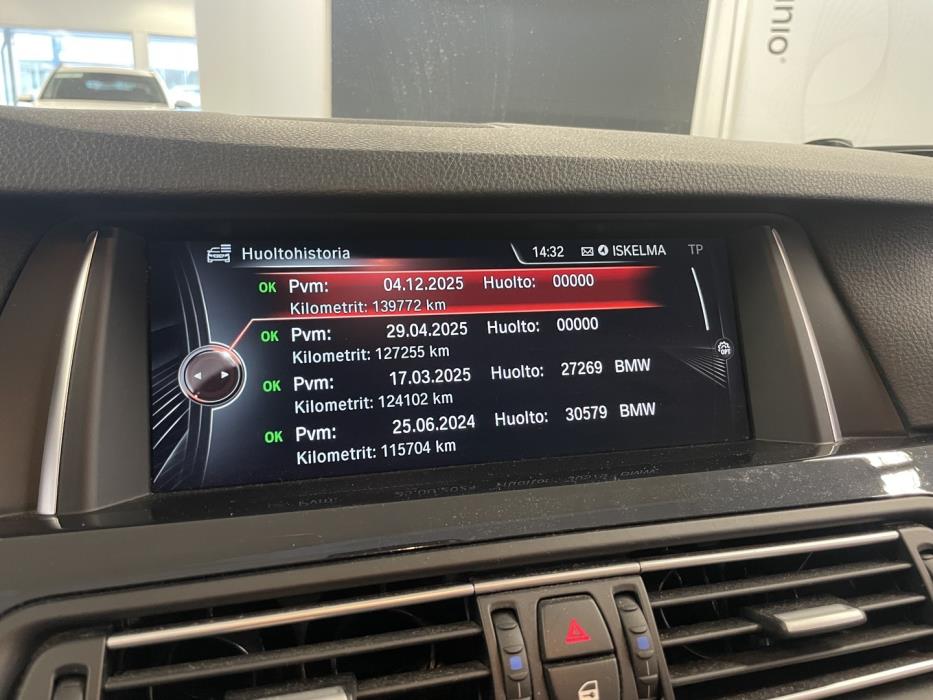 unio
Huoltohistoria 14:32 ISKELMA TP
OK Pvm: 04.12.2025 Huolto: 00000
Kilometrit: 139772 km
OK Pvm: 29.04.2025 Huolto: 00000
Kilometrit: 127255 km
OPT
OK Pvm: 17.03.2025 Huolto: 27269 BMW
Kilometrit: 124102 km
OK Pvm: 25.06.2024 Huolto: 30579 BMW
Kilometrit: 115704 km